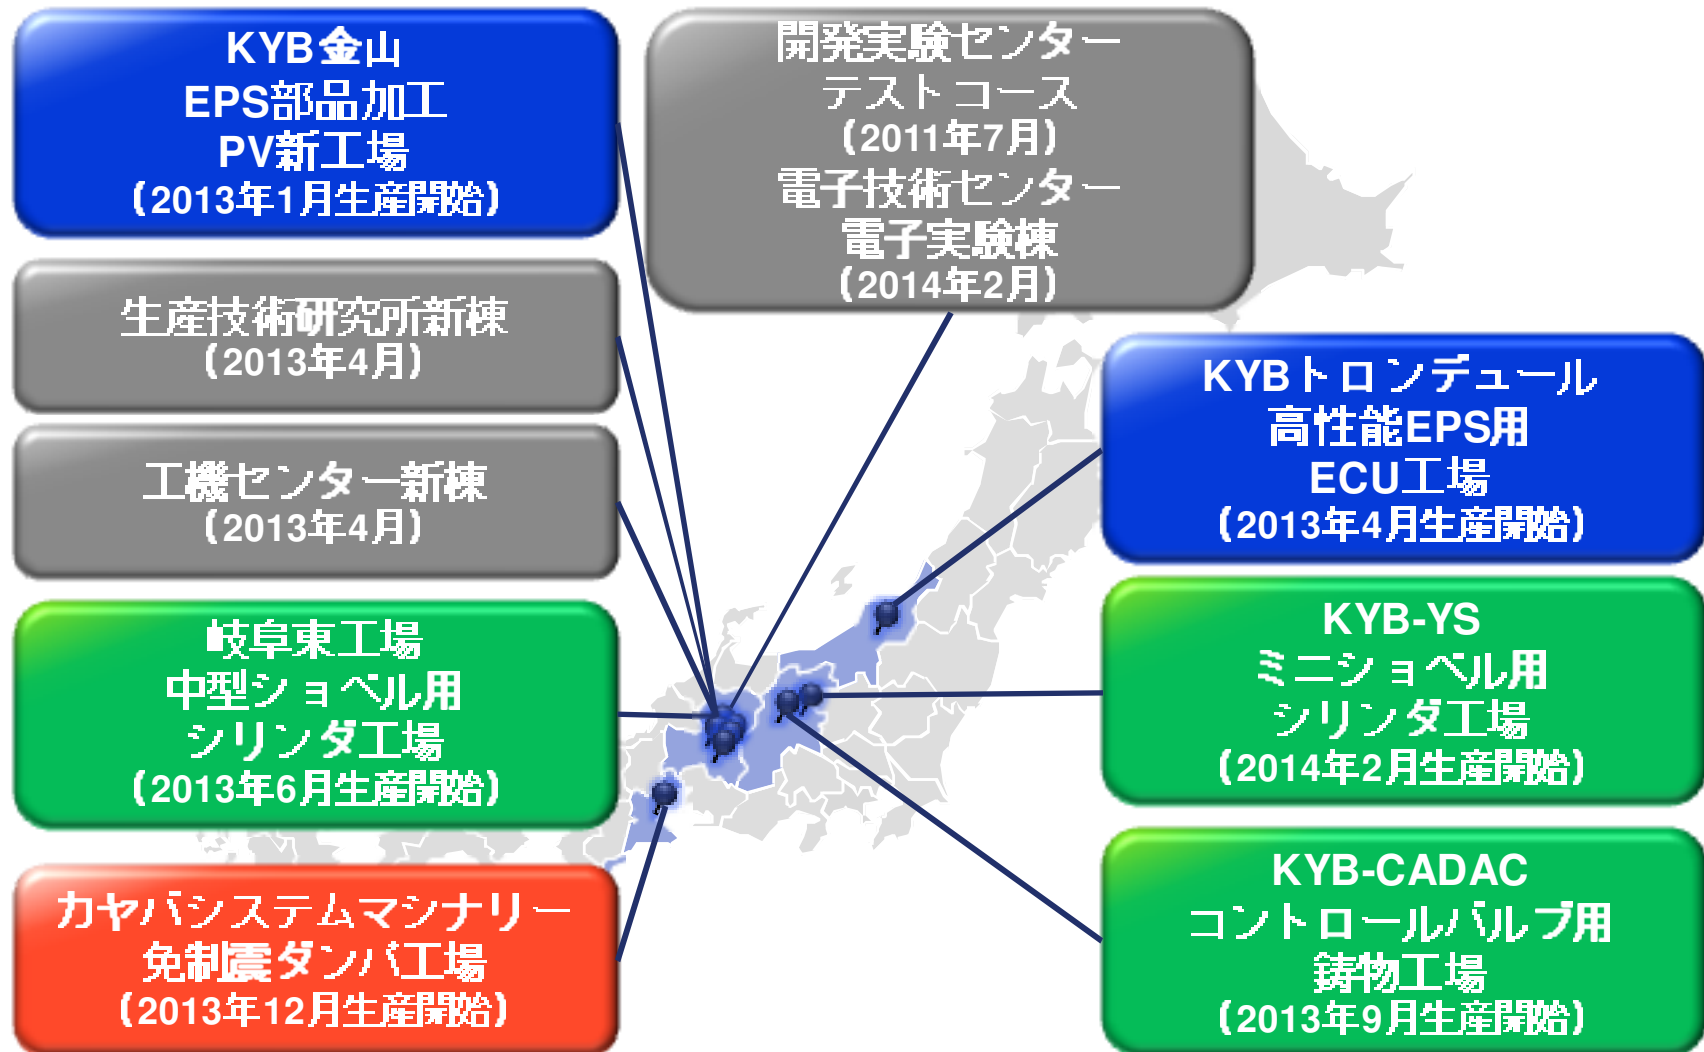 KYB金山
EPS部品加工
PV新工場
(2013年1月生産開始)
生産技術研究所新棟
(2013年4月)
工機センター新棟
(2013年4月)
岐阜東工場
中型ショベル用
シリンダ工場
(2013年6月生産開始)
カヤバシステムマシナリー
免制震ダンパ工場
(2013年12月生産開始)
開発実験センター
テストコース
(2011年7月)
電子技術センター
電子実験棟
(2014年2月)
KYBトロンデュール
高性能EPS用
ECU工場
(2013年4月生産開始)
KYB-YS
ミニショベル用
シリンダ工場
(2014年2月生産開始)
KYB-CADAC
コントロールバルブ用
鋳物工場
(2013年9月生産開始)